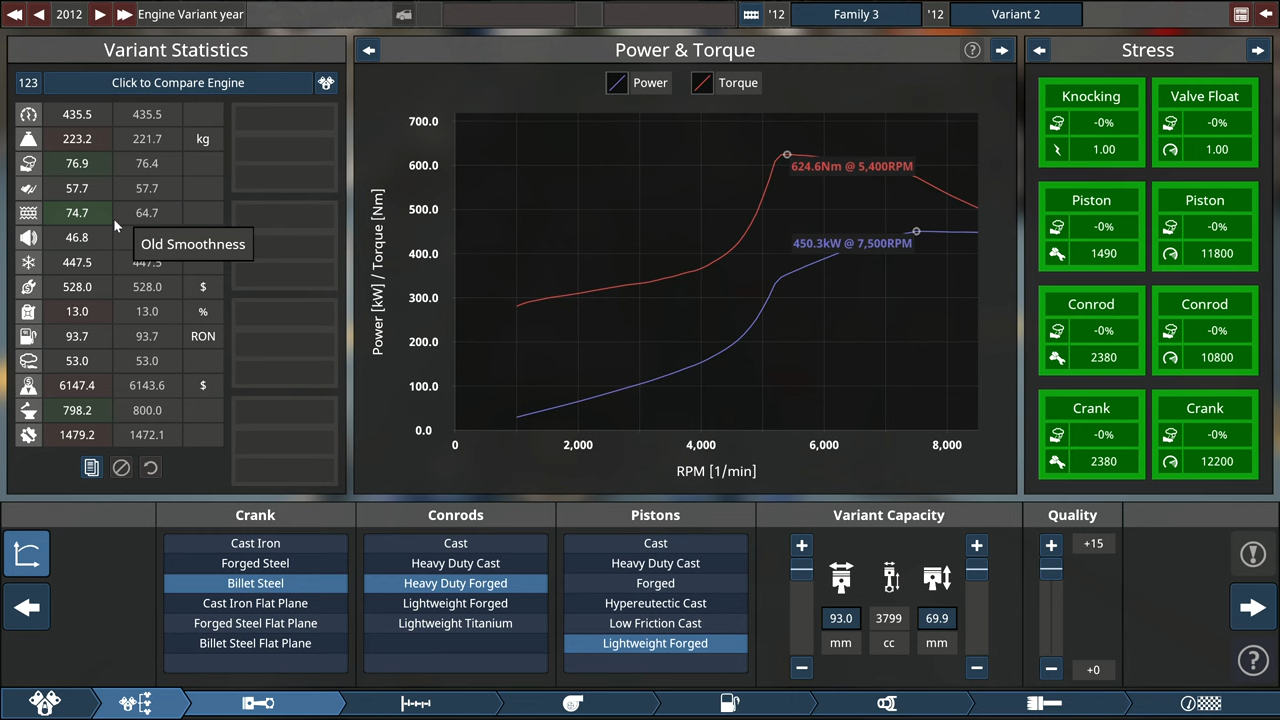 2012
Engine Variant year
'12
Family 3
'12
Variant 2
Variant Statistics
123
Click to Compare Engine
435.5 435.5
223.2 221.7 kg
76.9 76.4
57.7 57.7
74.7 64.7
46.8
Old Smoothness
447.5 447.5
528.0 528.0 $
13.0 13.0 %
93.7 93.7 RON
53.0 53.0
6147.4 6143.6 $
798.2 800.0
1479.2 1472.1
Power & Torque
?
Power
Torque
700.0
600.0
500.0
400.0
300.0
200.0
100.0
0.0
Power [kW] / Torque [Nm]
624.6Nm @ 5,400RPM
450.3kW @ 7,500RPM
0 2,000 4,000 6,000 8,000
RPM [1/min]
Stress
Knocking
-0%
1.00
Valve Float
-0%
1.00
Piston
-0%
1490
Piston
-0%
11800
Conrod
-0%
2380
Conrod
-0%
10800
Crank
-0%
2380
Crank
-0%
12200
Crank
Cast Iron
Forged Steel
Billet Steel
Cast Iron Flat Plane
Forged Steel Flat Plane
Billet Steel Flat Plane
Conrods
Cast
Heavy Duty Cast
Heavy Duty Forged
Lightweight Forged
Lightweight Titanium
Pistons
Cast
Heavy Duty Cast
Forged
Hypereutectic Cast
Low Friction Cast
Lightweight Forged
Variant Capacity
+ +
93.0 3799 69.9
mm cc mm
− −
Quality
+ +15
− +0
!
?